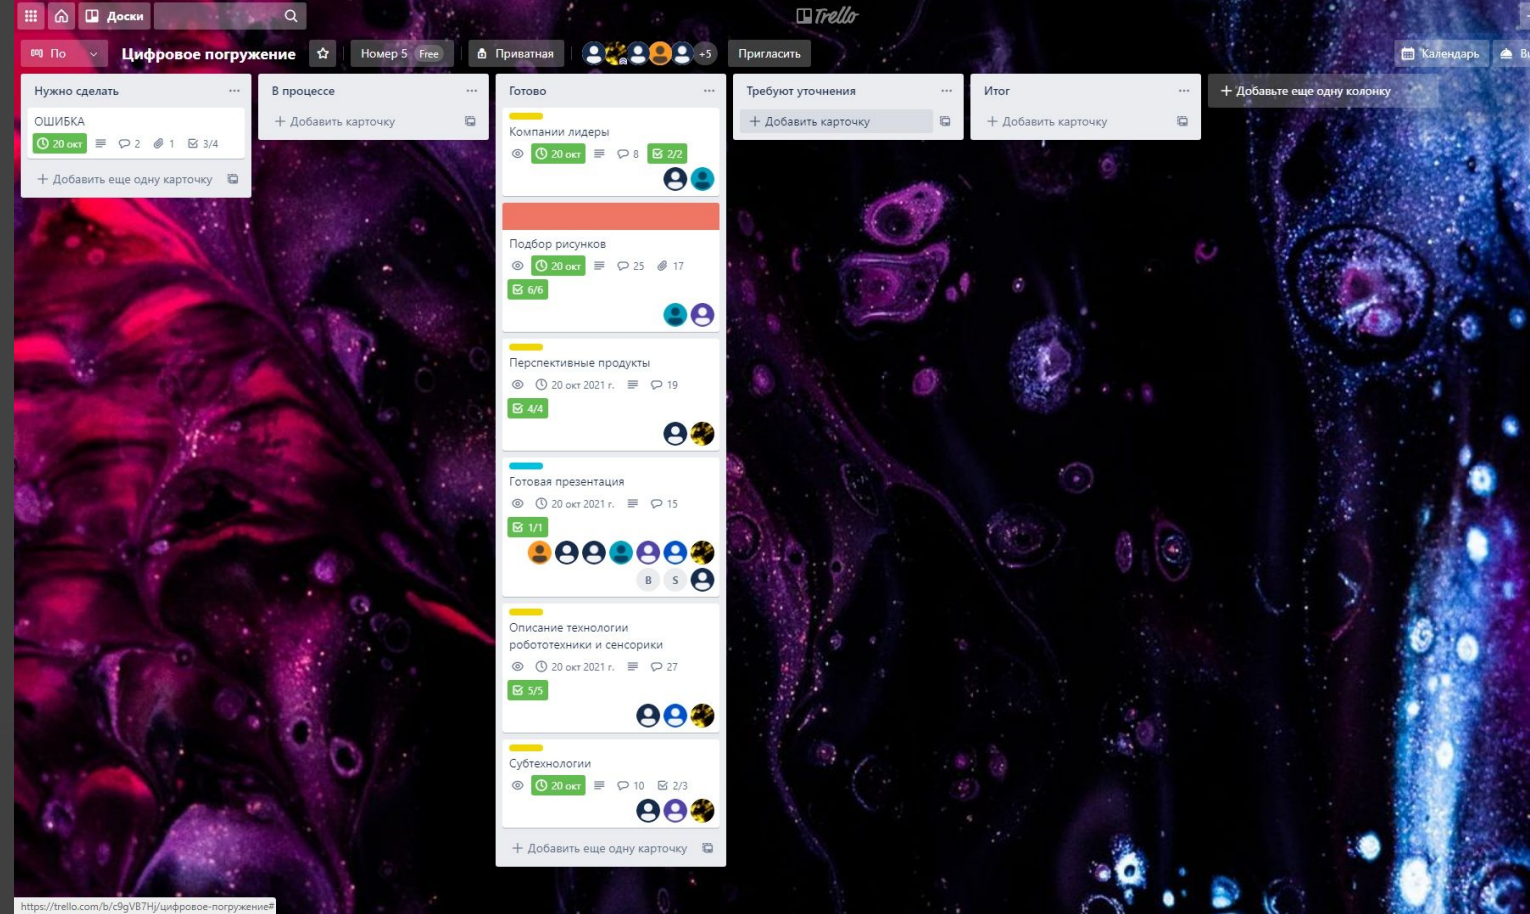 Доски
Trello
По
Цифровое погружение
Номер 5 Free
Приватная
+5
Пригласить
Календарь
Нужно сделать
ОШИБКА
20 окт 2 1 3/4
+ Добавить еще одну карточку
В процессе
+ Добавить карточку
Готово
Компании лидеры
20 окт 8 2/2
Подбор рисунков
20 окт 25 17
6/6
Перспективные продукты
20 окт 2021 г. 19
4/4
Готовая презентация
20 окт 2021 г. 15
1/1
B S
Описание технологии
робототехники и сенсорики
20 окт 2021 г. 27
5/5
Субтехнологии
20 окт 10 2/3
+ Добавить еще одну карточку
Требуют уточнения
+ Добавить карточку
Итог
+ Добавить карточку
+ Добавьте еще одну колонку
https://trello.com/b/c9gVB7Hj/цифровое-погружение#